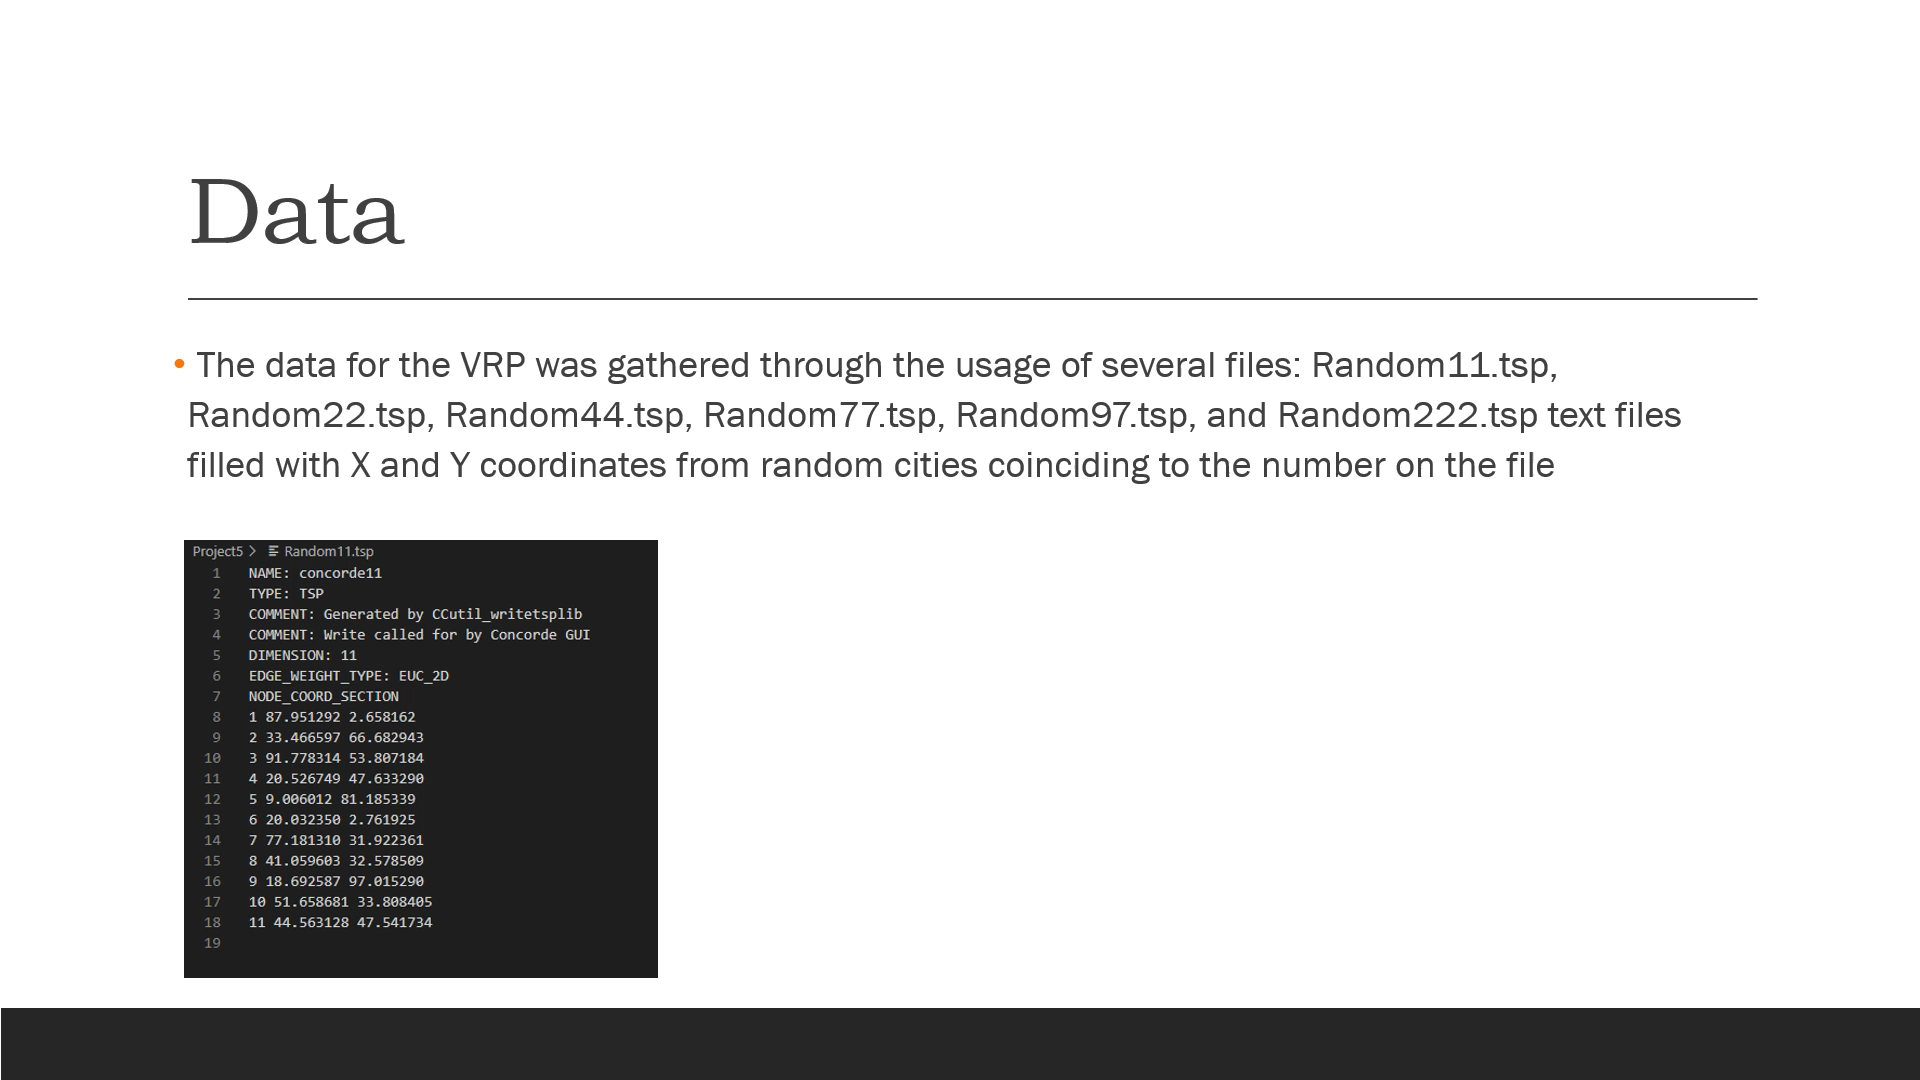 Data
• The data for the VRP was gathered through the usage of several files: Random11.tsp,
Random22.tsp, Random44.tsp, Random77.tsp, Random97.tsp, and Random222.tsp text files
filled with X and Y coordinates from random cities coinciding to the number on the file
Project5 > Random11.tsp
1 NAME: concorde11
2 TYPE: TSP
3 COMMENT: Generated by CCutil_writetsplib
4 COMMENT: Write called for by Concorde GUI
5 DIMENSION: 11
6 EDGE_WEIGHT_TYPE: EUC_2D
7 NODE_COORD_SECTION
8 1 87.951292 2.658162
9 2 33.466597 66.682943
10 3 91.778314 53.807184
11 4 20.526749 47.633290
12 5 9.006012 81.185339
13 6 20.032350 2.761925
14 7 77.181310 31.922361
15 8 41.059603 32.578509
16 9 18.692587 97.015290
17 10 51.658681 33.808405
18 11 44.563128 47.541734
19